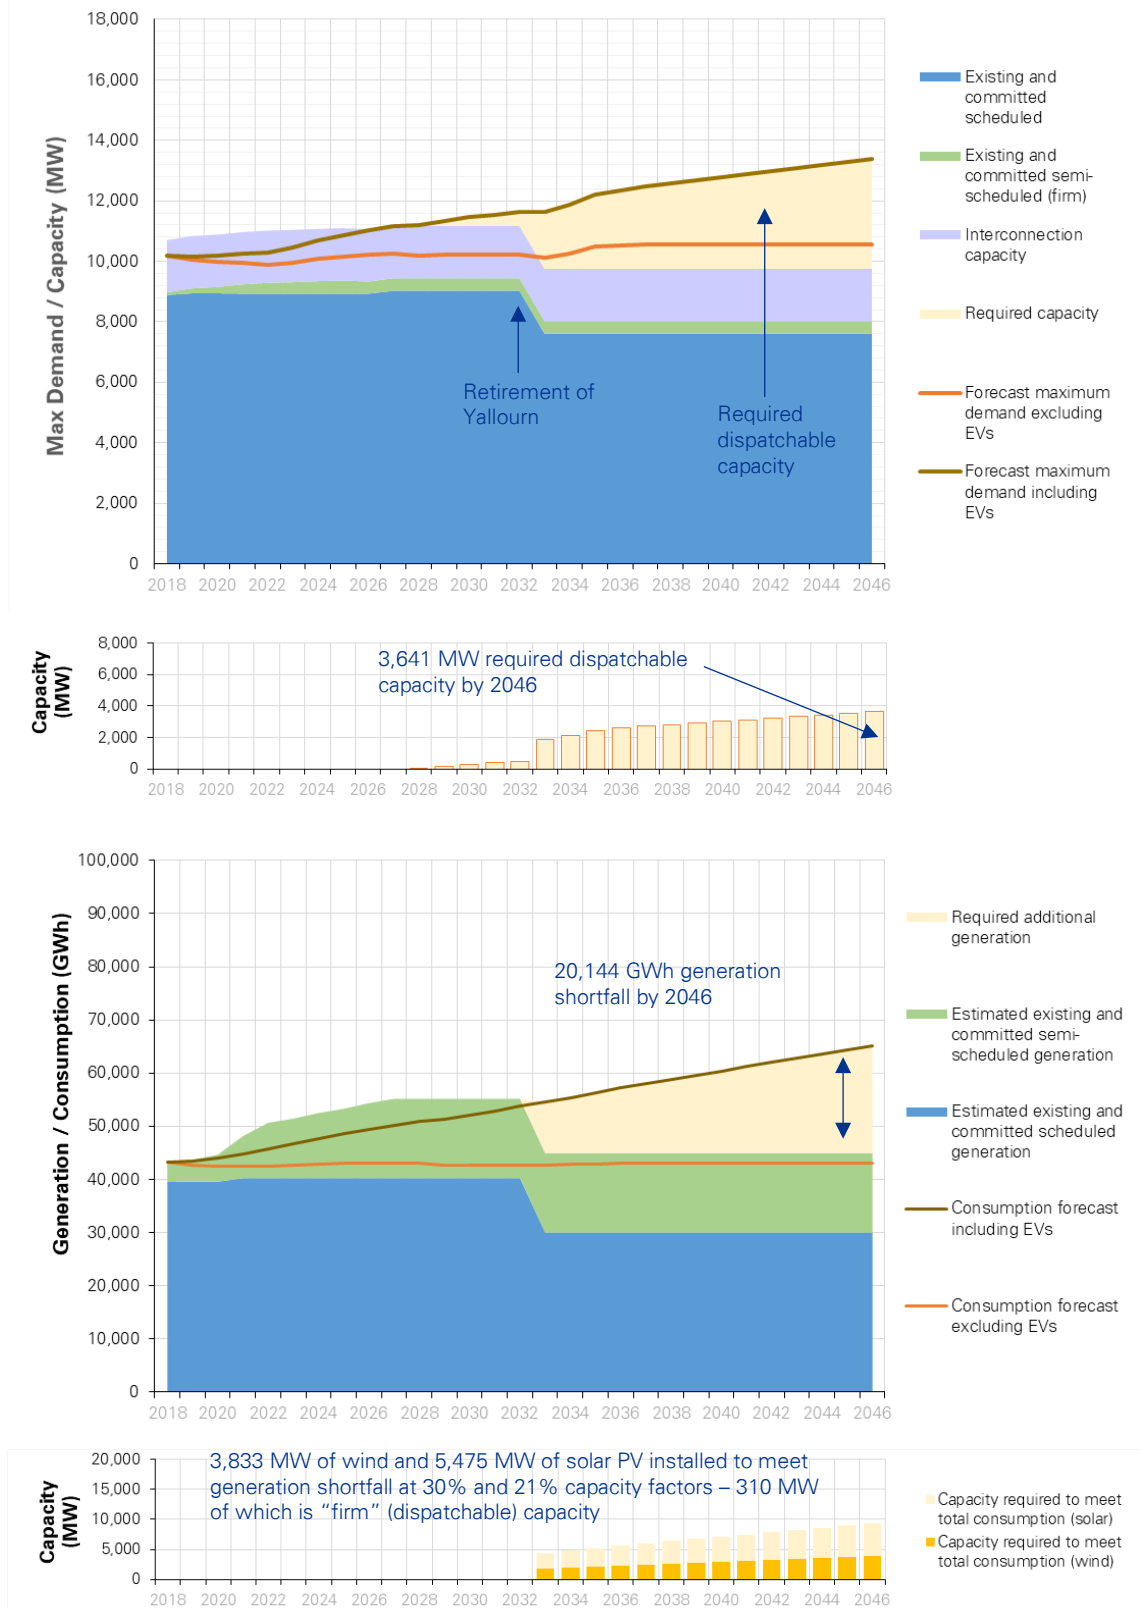 18,000
16,000
14,000
12,000
10,000
8,000
6,000
4,000
2,000
0
Max Demand / Capacity (MW)
2018 2020 2022 2024 2026 2028 2030 2032 2034 2036 2038 2040 2042 2044 2046
Retirement of
Yallourn
Required
dispatchable
capacity
Existing and
committed
scheduled
Existing and
committed semi-
scheduled (firm)
Interconnection
capacity
Required capacity
Forecast maximum
demand excluding
EVs
Forecast maximum
demand including
EVs
Capacity
(MW)
8,000
6,000
4,000
2,000
0
3,641 MW required dispatchable
capacity by 2046
2018 2020 2022 2024 2026 2028 2030 2032 2034 2036 2038 2040 2042 2044 2046
Generation / Consumption (GWh)
100,000
90,000
80,000
70,000
60,000
50,000
40,000
30,000
20,000
10,000
0
20,144 GWh generation
shortfall by 2046
2018 2020 2022 2024 2026 2028 2030 2032 2034 2036 2038 2040 2042 2044 2046
Required additional
generation
Estimated existing and
committed semi-
scheduled generation
Estimated existing and
committed scheduled
generation
Consumption forecast
including EVs
Consumption forecast
excluding EVs
Capacity
(MW)
20,000
15,000
10,000
5,000
0
3,833 MW of wind and 5,475 MW of solar PV installed to meet
generation shortfall at 30% and 21% capacity factors – 310 MW
of which is “firm” (dispatchable) capacity
2018 2020 2022 2024 2026 2028 2030 2032 2034 2036 2038 2040 2042 2044 2046
Capacity required to meet
total consumption (solar)
Capacity required to meet
total consumption (wind)